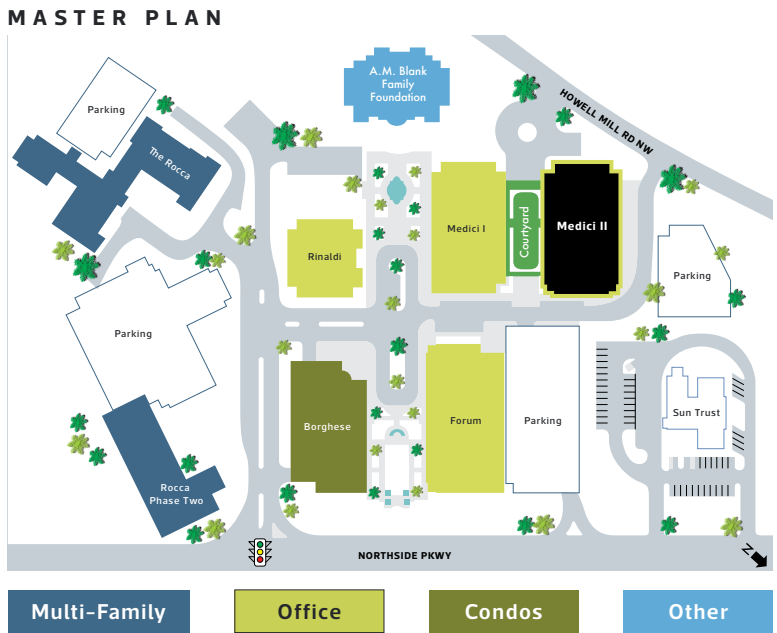 MASTER PLAN
A.M. Blank
Family
Foundation
HOWELL MILL RD NW
Parking
The Rocca
Medici I
Courtyard
Medici II
Rinaldi
Parking
Parking
Borghese
Forum
Parking
Sun Trust
Rocca
Phase Two
NORTHSIDE PKWY
N
Multi-Family
Office
Condos
Other